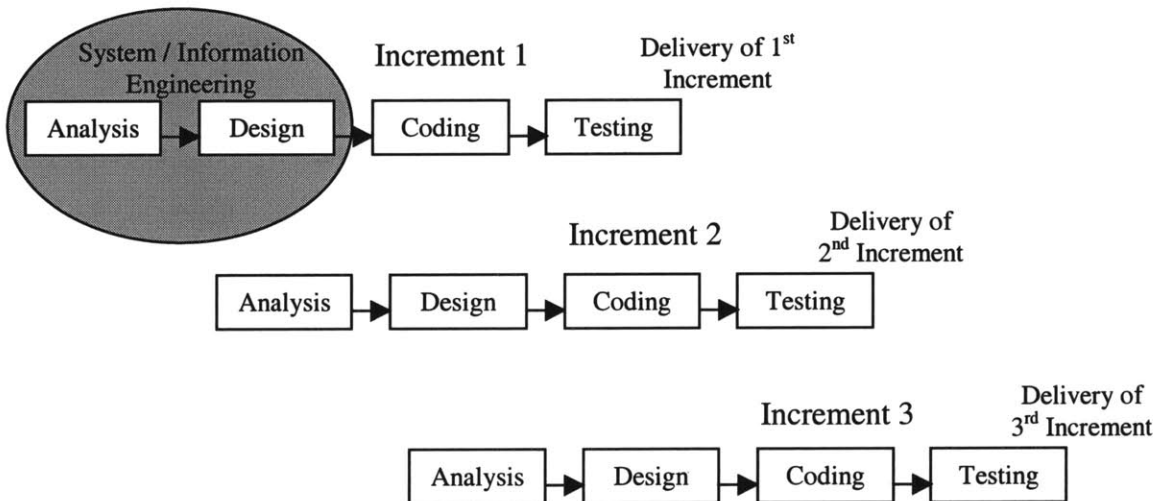 System / Information
Engineering
Increment 1
Delivery of 1st
Increment
Analysis
Design
Coding
Testing
Increment 2
Delivery of
2nd Increment
Analysis
Design
Coding
Testing
Increment 3
Delivery of
3rd Increment
Analysis
Design
Coding
Testing